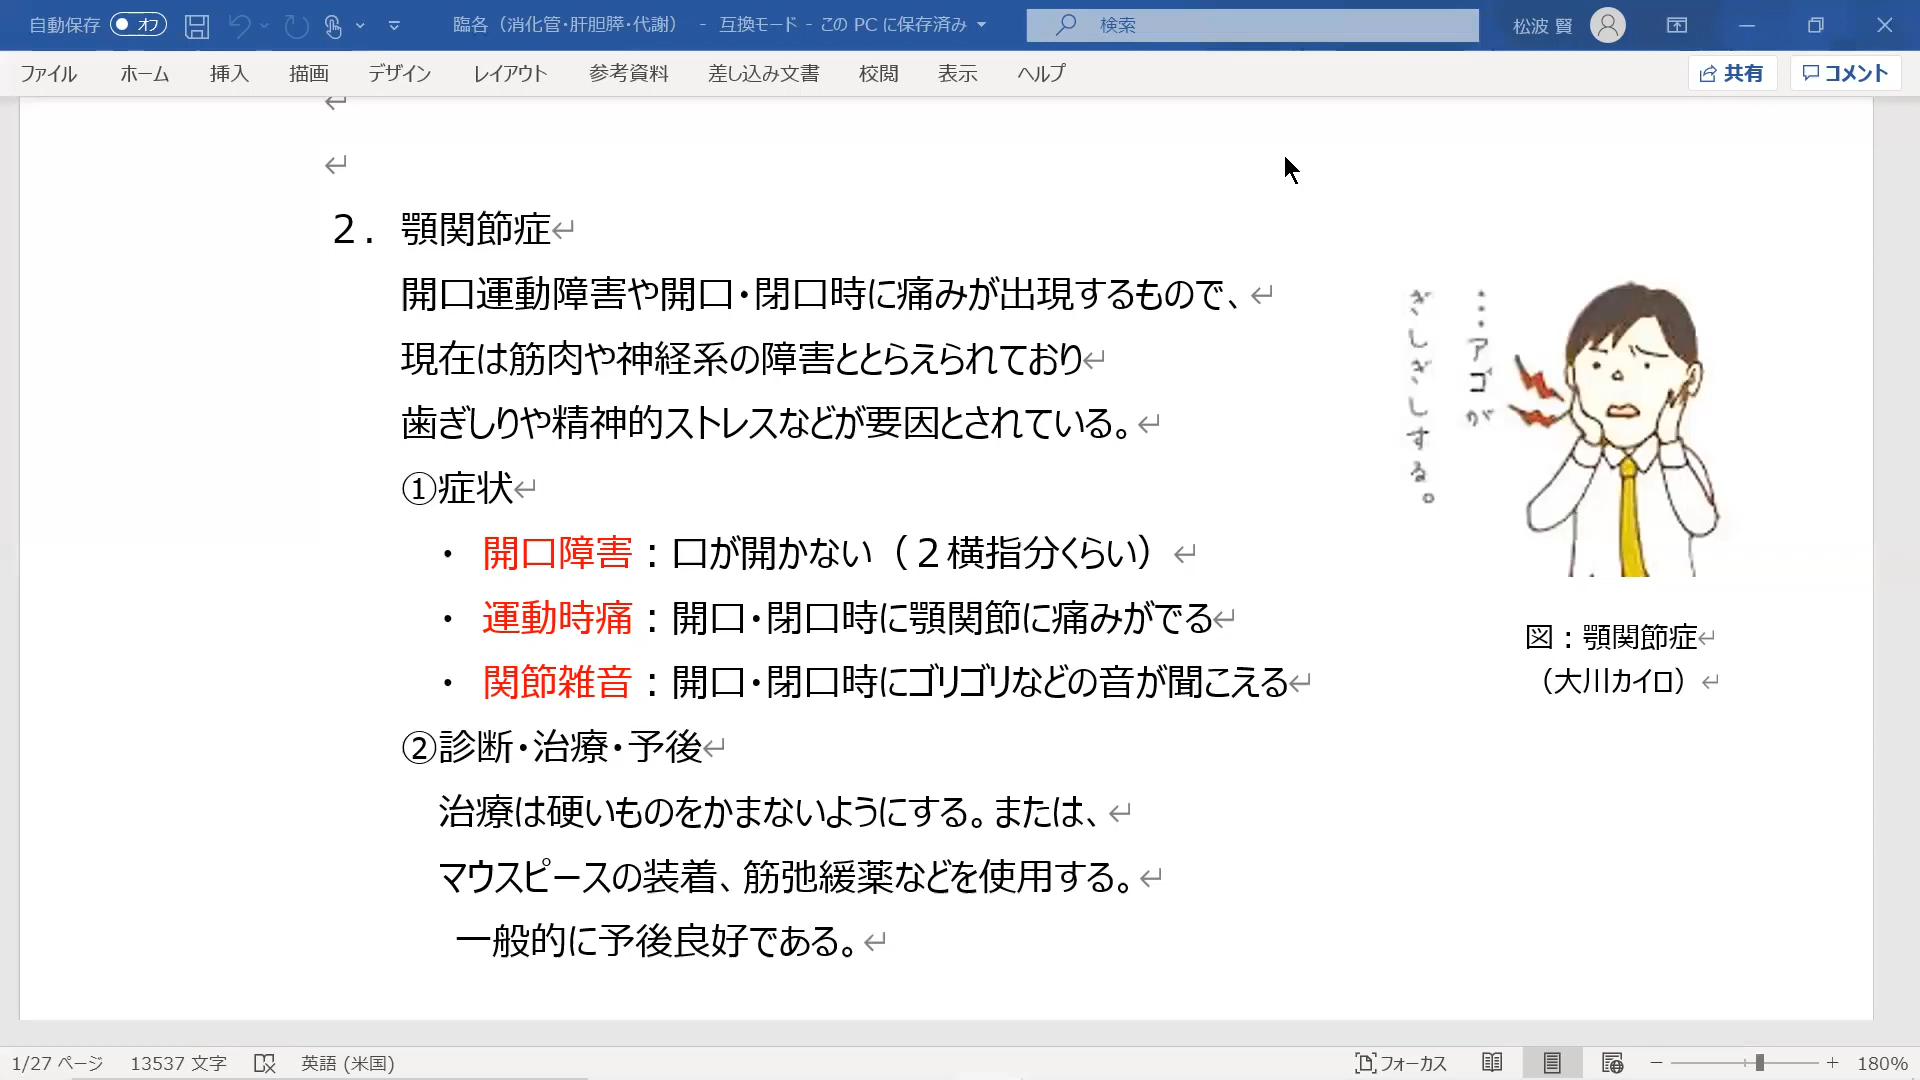 自動保存 オフ 臨各（消化管・肝胆膵・代謝） - 互換モード - この PC に保存済み 検索 松波 賢
ファイル ホーム 挿入 描画 デザイン レイアウト 参考資料 差し込み文書 校閲 表示 ヘルプ 共有 コメント
２．顎関節症
開口運動障害や開口・閉口時に痛みが出現するもので、
現在は筋肉や神経系の障害ととらえられており
歯ぎしりや精神的ストレスなどが要因とされている。
①症状
・ 開口障害：口が開かない（２横指分くらい）
・ 運動時痛：開口・閉口時に顎関節に痛みがでる
・ 関節雑音：開口・閉口時にゴリゴリなどの音が聞こえる
②診断・治療・予後
治療は硬いものをかまないようにする。または、
マウスピースの装着、筋弛緩薬などを使用する。
一般的に予後良好である。
…アゴが
ぎしぎしする。
図：顎関節症
（大川カイロ）
1/27 ページ 13537 文字 英語 (米国) フォーカス 180%